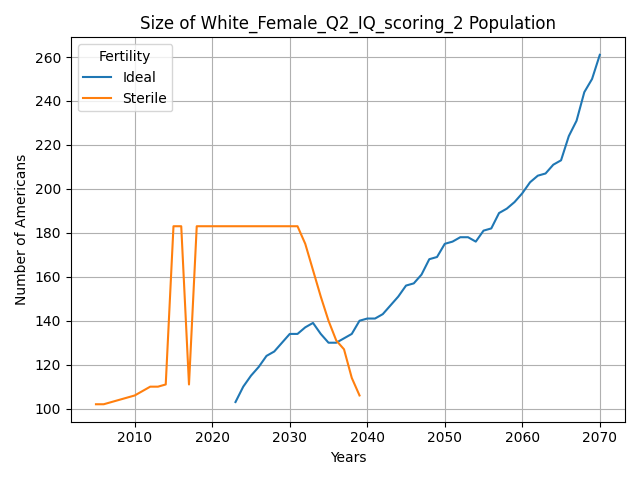 Size of White_Female_Q2_IQ_scoring_2 Population
Fertility
Ideal
Sterile
Number of Americans
260
240
220
200
180
160
140
120
100
2010 2020 2030 2040 2050 2060 2070
Years